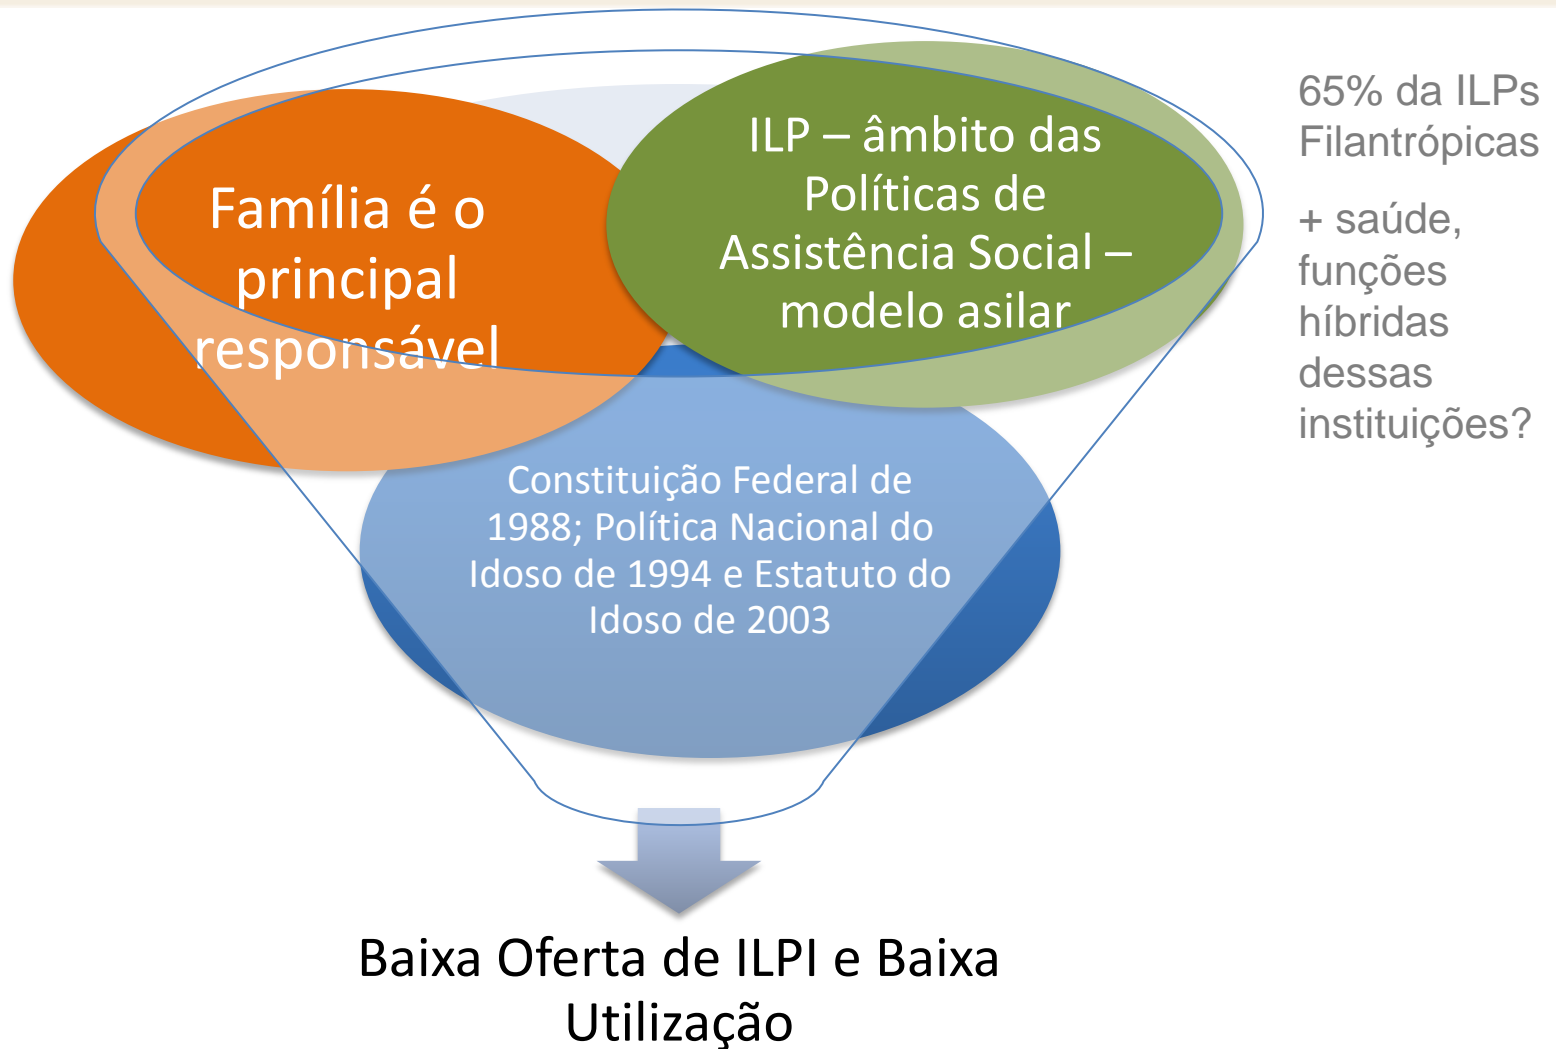 Família é o
principal
responsável
ILP – âmbito das
Políticas de
Assistência Social –
modelo asilar
65% da ILPs
Filantrópicas
+ saúde,
funções
híbridas
dessas
instituições?
Constituição Federal de
1988; Política Nacional do
Idoso de 1994 e Estatuto do
Idoso de 2003
Baixa Oferta de ILPI e Baixa
Utilização